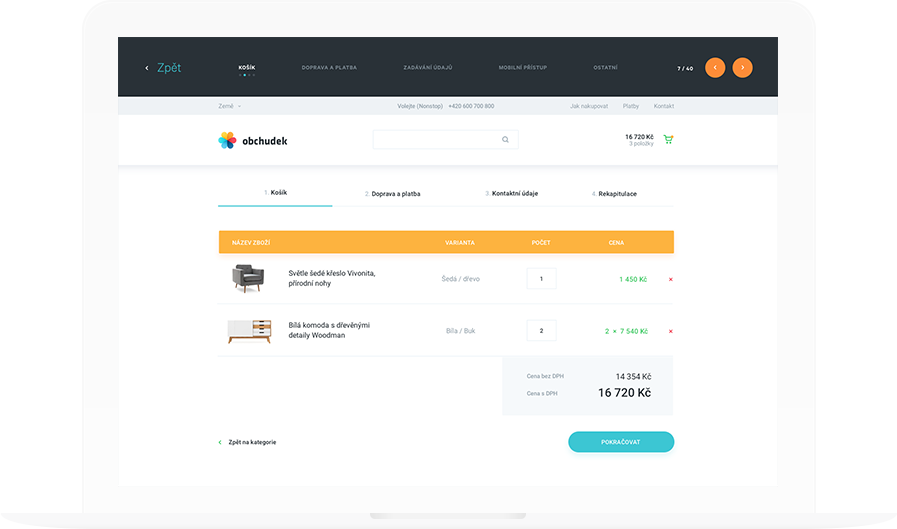 Zpět
KOŠÍK
DOPRAVA A PLATBA
ZADÁVÁNÍ ÚDAJŮ
MOBILNÍ PŘÍSTUP
OSTATNÍ
7 / 40
Země
Volejte (Nonstop) +420 600 700 800
Jak nakupovat
Platby
Kontakt
obchudek
16 720 Kč
3 položky
1. Košík
2. Doprava a platba
3. Kontaktní údaje
4. Rekapitulace
NÁZEV ZBOŽÍ
VARIANTA
POČET
CENA
Světle šedé křeslo Vivonita,
přírodní nohy
Šedá / dřevo
1
1 450 Kč
Bílá komoda s dřevěnými
detaily Woodman
Bíla / Buk
2
2 × 7 540 Kč
Cena bez DPH
14 354 Kč
Cena s DPH
16 720 Kč
Zpět na kategorie
POKRAČOVAT